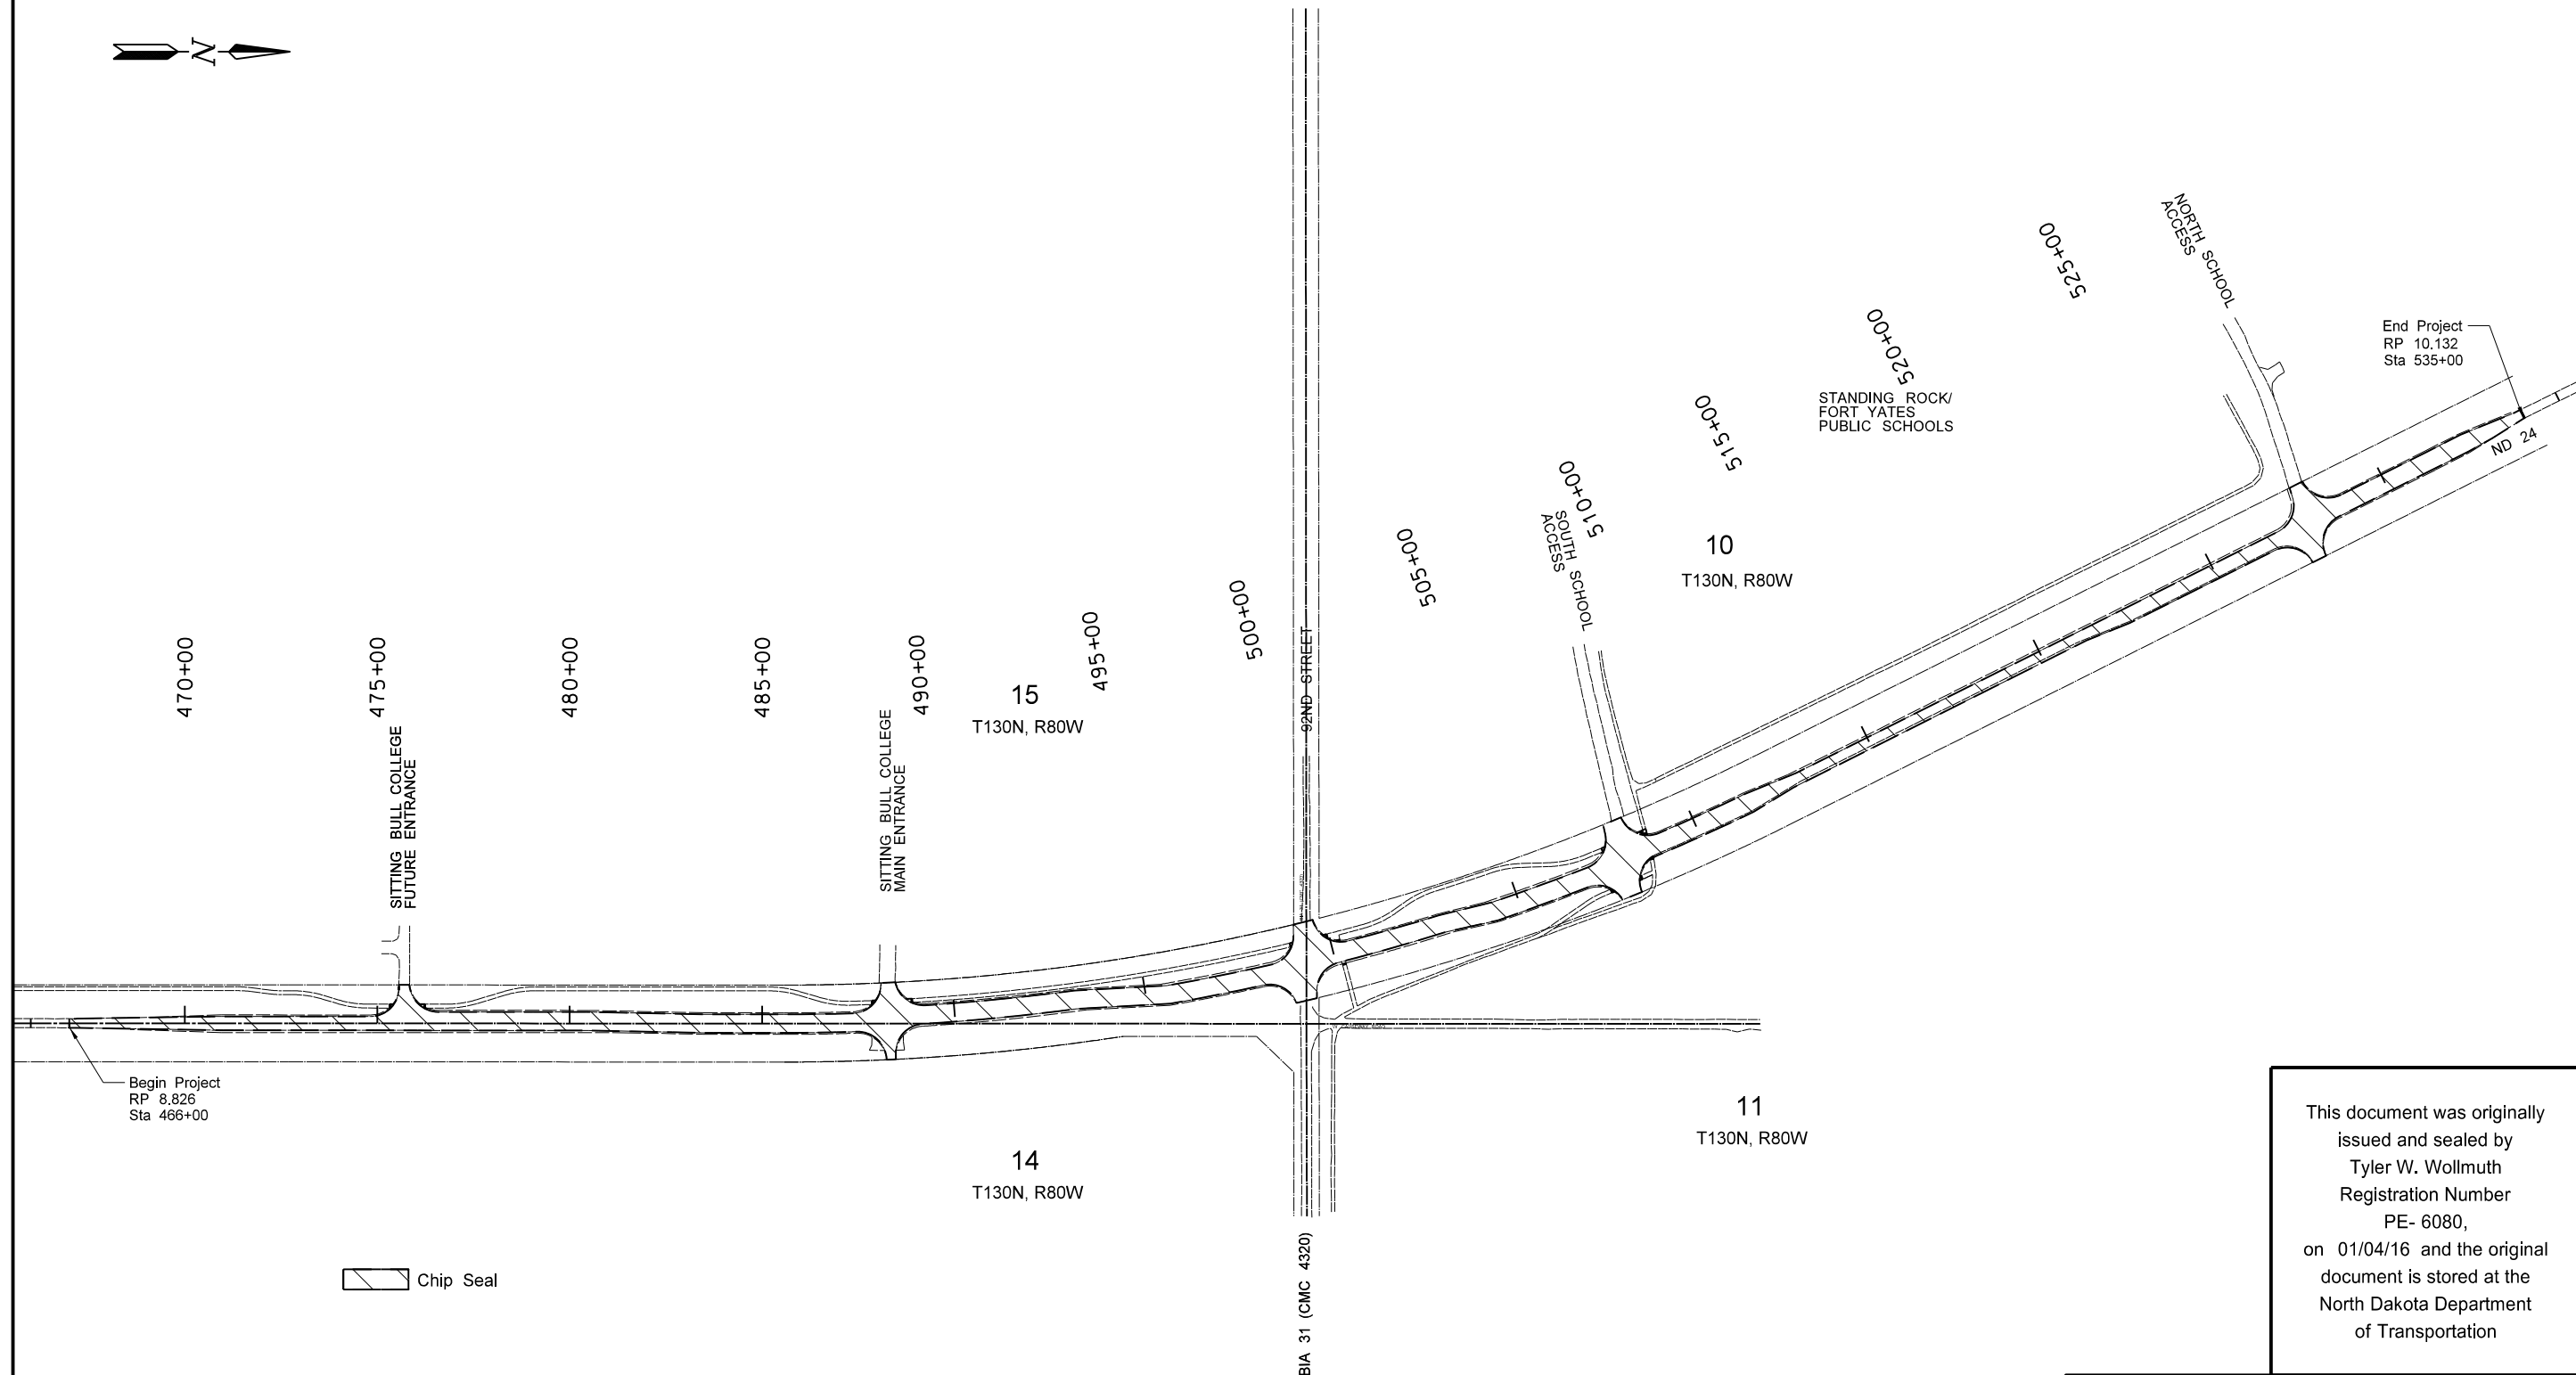 N
NORTH SCHOOL
ACCESS
525+00
520+00
515+00
510+00
505+00
500+00
495+00
490+00
485+00
480+00
475+00
470+00
End Project
RP 10.132
Sta 535+00
ND 24
STANDING ROCK/
FORT YATES
PUBLIC SCHOOLS
SOUTH SCHOOL
ACCESS
10
T130N, R80W
92ND STREET
15
T130N, R80W
SITTING BULL COLLEGE
FUTURE ENTRANCE
SITTING BULL COLLEGE
MAIN ENTRANCE
Begin Project
RP 8.826
Sta 466+00
11
T130N, R80W
14
T130N, R80W
BIA 31 (CMC 4320)
Chip Seal
This document was originally
issued and sealed by
Tyler W. Wollmuth
Registration Number
PE- 6080,
on 01/04/16 and the original
document is stored at the
North Dakota Department
of Transportation